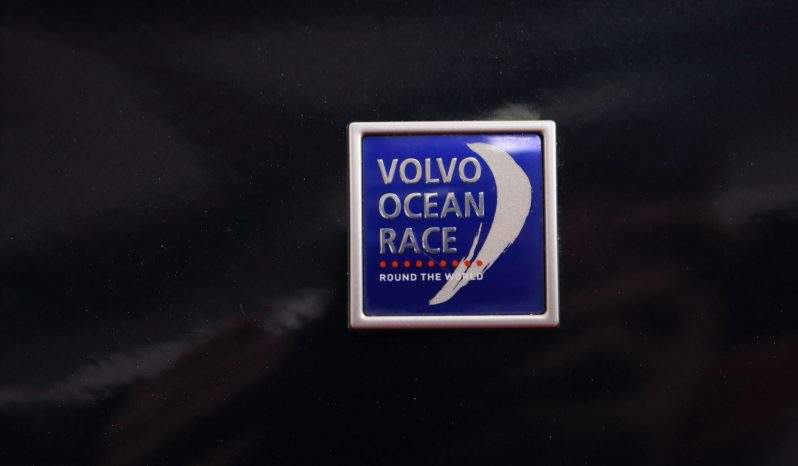 VOLVO
OCEAN
RACE
ROUND THE WORLD